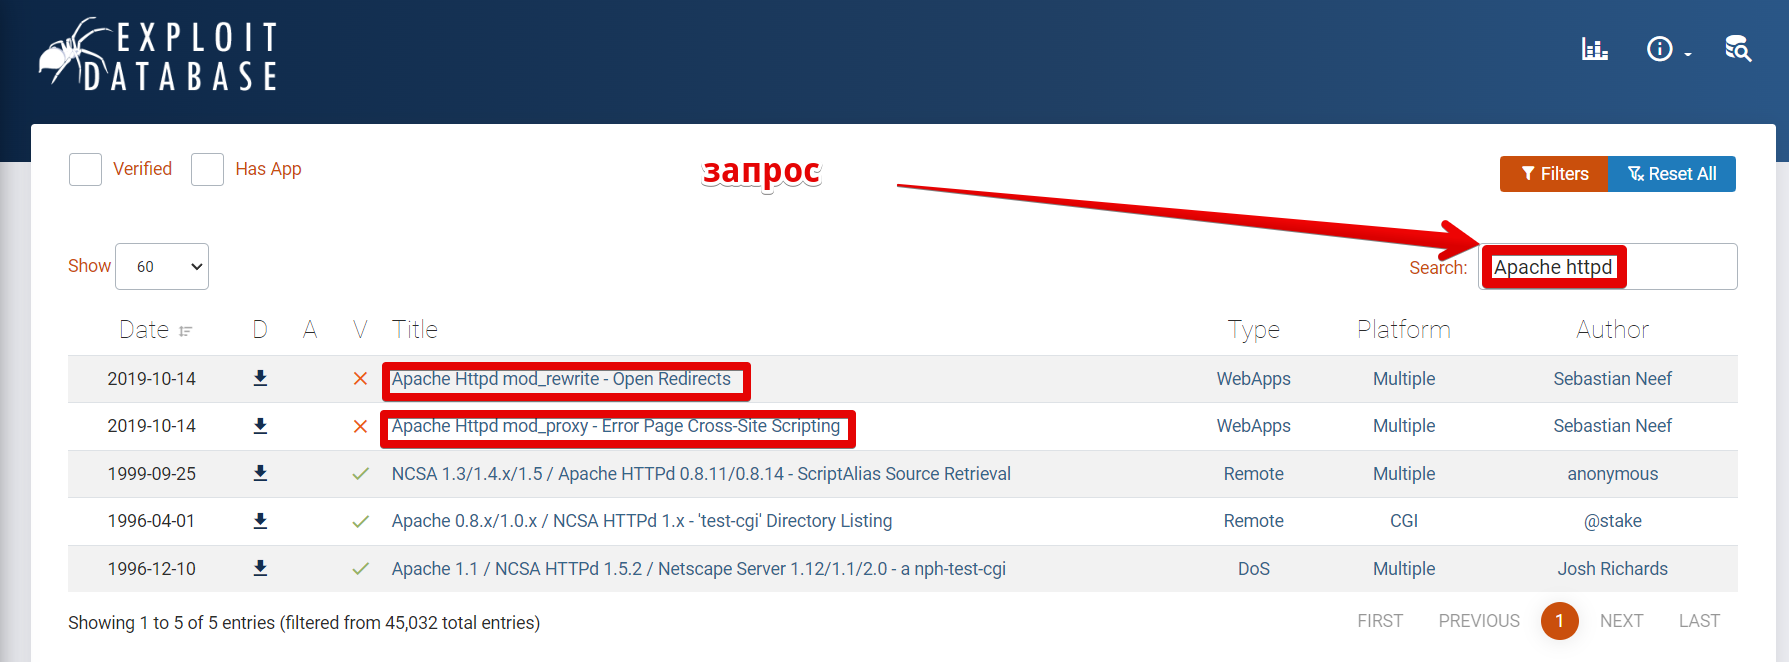 EXPLOIT
DATABASE
Verified Has App
запрос
Filters Reset All
Show 60
Search: Apache httpd
Date D A V Title Type Platform Author
2019-10-14 Apache Httpd mod_rewrite - Open Redirects WebApps Multiple Sebastian Neef
2019-10-14 Apache Httpd mod_proxy - Error Page Cross-Site Scripting WebApps Multiple Sebastian Neef
1999-09-25 NCSA 1.3/1.4.x/1.5 / Apache HTTPd 0.8.11/0.8.14 - ScriptAlias Source Retrieval Remote Multiple anonymous
1996-04-01 Apache 0.8.x/1.0.x / NCSA HTTPd 1.x - 'test-cgi' Directory Listing Remote CGI @stake
1996-12-10 Apache 1.1 / NCSA HTTPd 1.5.2 / Netscape Server 1.12/1.1/2.0 - a nph-test-cgi DoS Multiple Josh Richards
Showing 1 to 5 of 5 entries (filtered from 45,032 total entries)
FIRST PREVIOUS 1 NEXT LAST